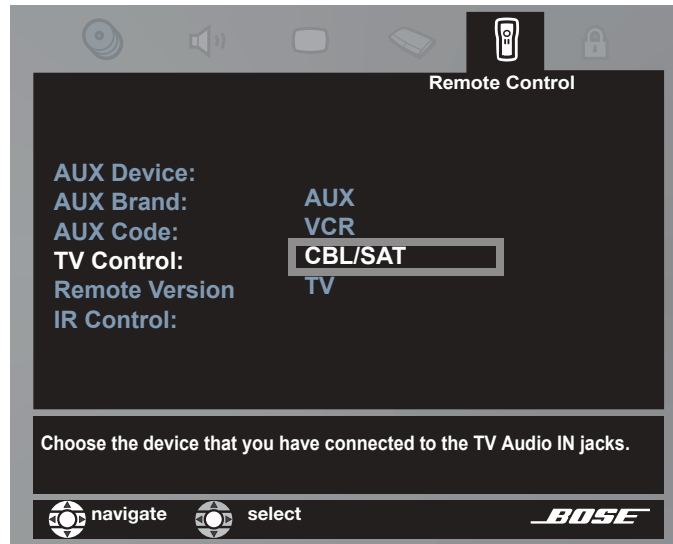 Remote Control
AUX Device:
AUX Brand: AUX
AUX Code: VCR
TV Control: CBL/SAT
Remote Version TV
IR Control:
Choose the device that you have connected to the TV Audio IN jacks.
navigate select BOSE